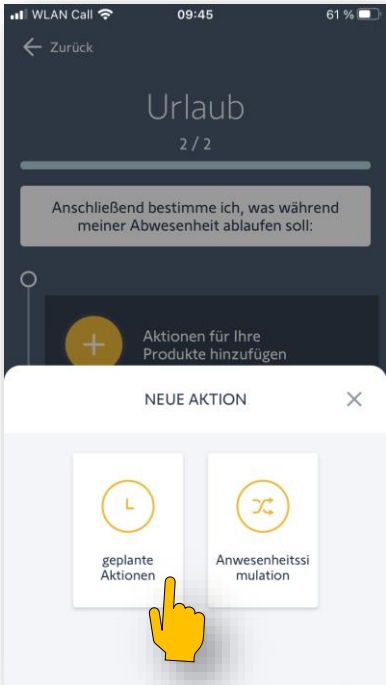 WLAN Call 09:45 61 %
Zurück
Urlaub
2 / 2
Anschließend bestimme ich, was während
meiner Abwesenheit ablaufen soll:
Aktionen für Ihre
Produkte hinzufügen
NEUE AKTION
geplante
Aktionen
Anwesenheitssi
mulation